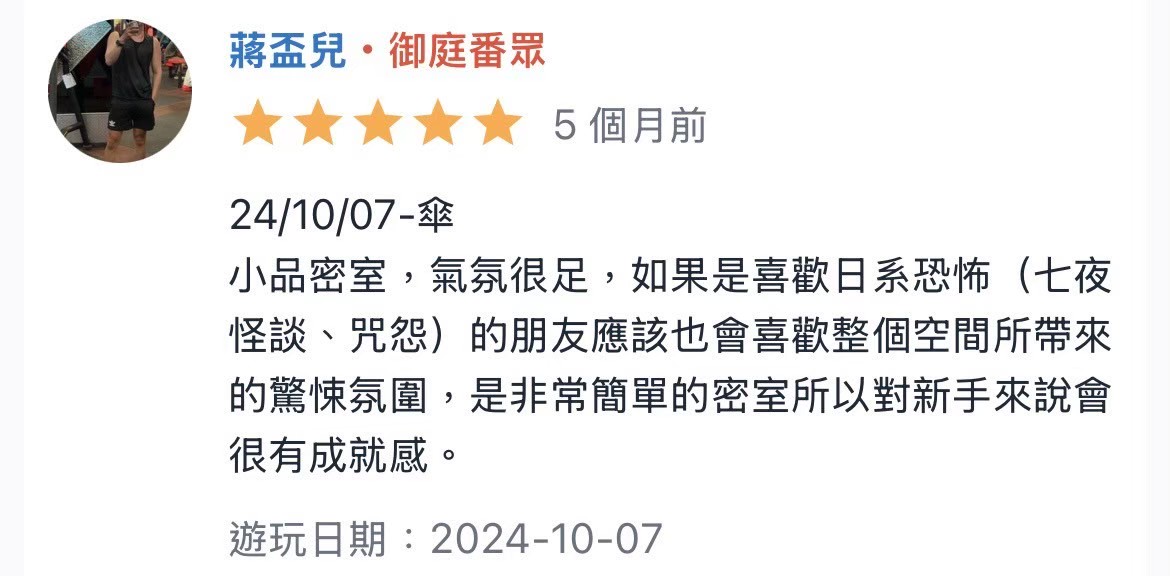 蔣盃兒・御庭番眾
5 個月前
24/10/07-傘
小品密室，氣氛很足，如果是喜歡日系恐怖（七夜
怪談、咒怨）的朋友應該也會喜歡整個空間所帶來
的驚悚氛圍，是非常簡單的密室所以對新手來說會
很有成就感。
遊玩日期：2024-10-07